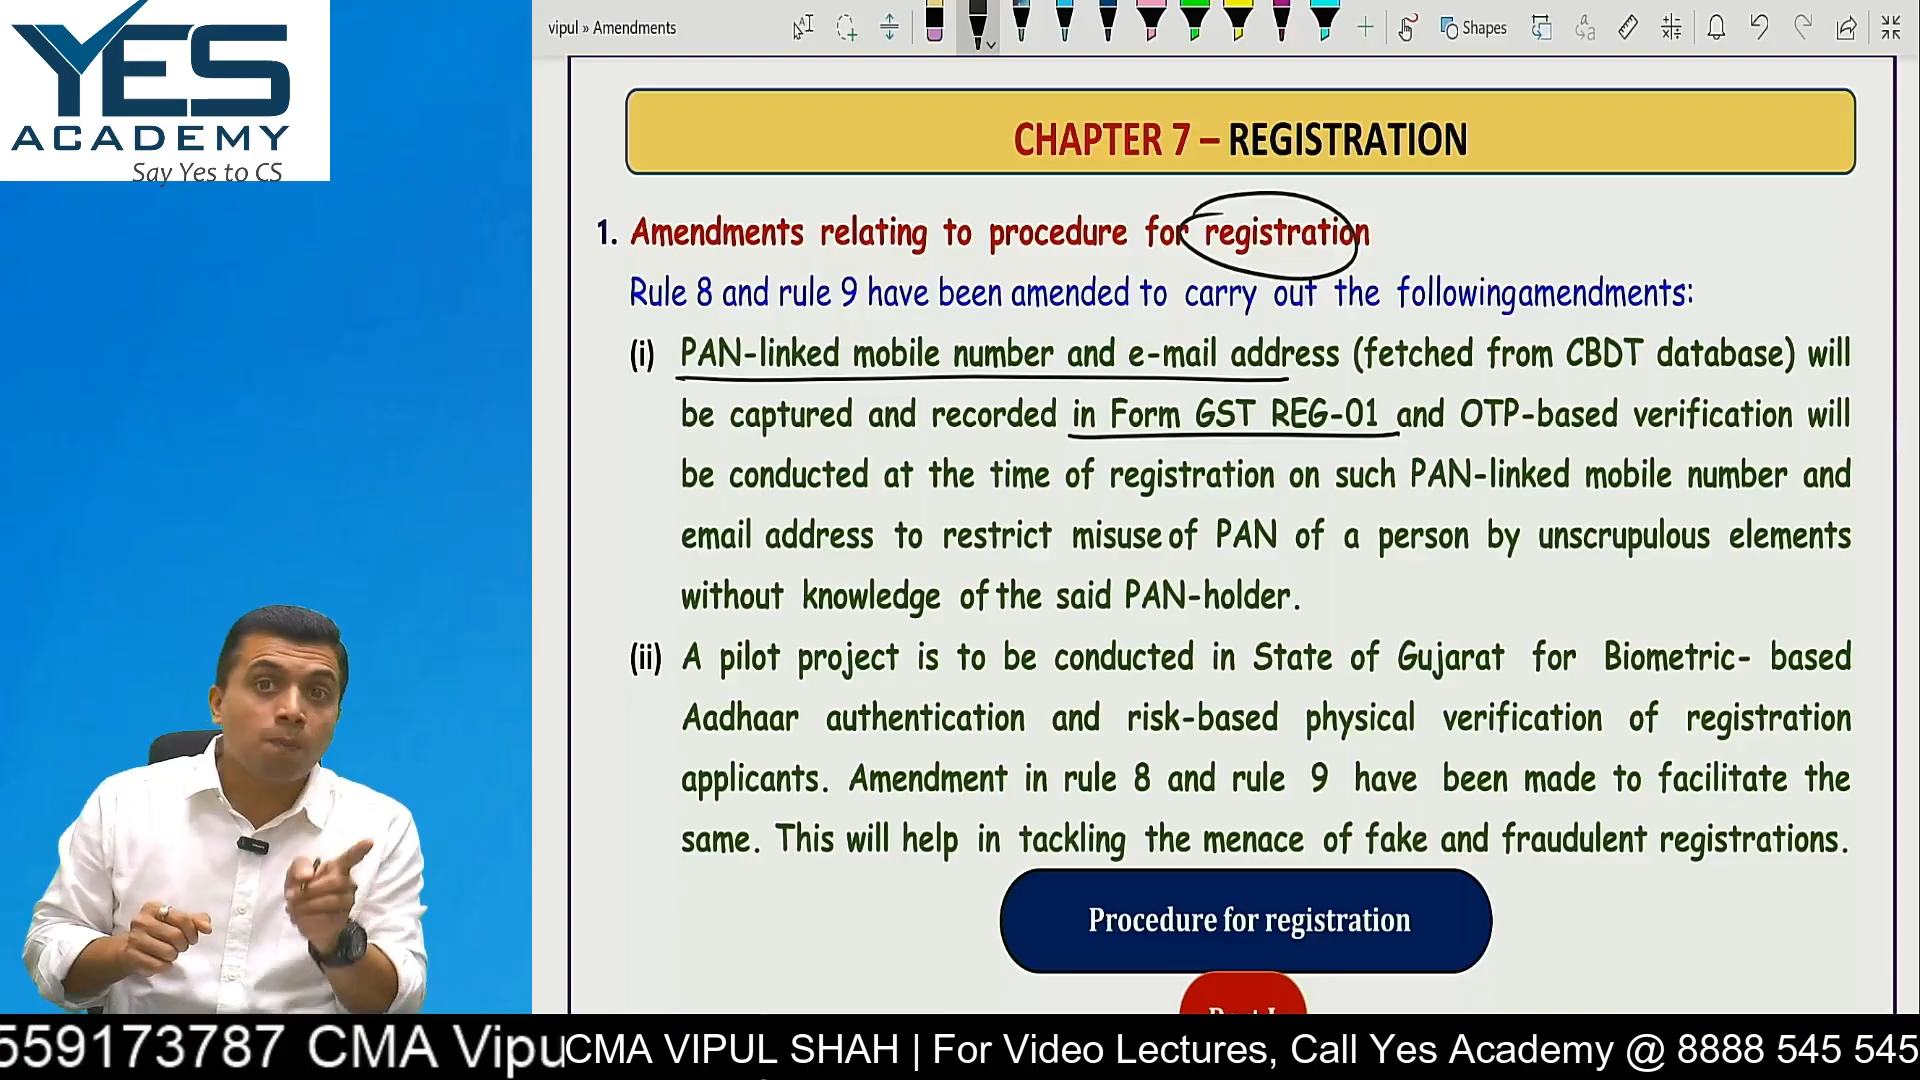 YES
ACADEMY
Say Yes to CS
vipul » Amendments
Shapes
CHAPTER 7 – REGISTRATION
1. Amendments relating to procedure for registration
Rule 8 and rule 9 have been amended to carry out the followingamendments:
(i) PAN-linked mobile number and e-mail address (fetched from CBDT database) will
be captured and recorded in Form GST REG-01 and OTP-based verification will
be conducted at the time of registration on such PAN-linked mobile number and
email address to restrict misuse of PAN of a person by unscrupulous elements
without knowledge of the said PAN-holder.
(ii) A pilot project is to be conducted in State of Gujarat for Biometric- based
Aadhaar authentication and risk-based physical verification of registration
applicants. Amendment in rule 8 and rule 9 have been made to facilitate the
same. This will help in tackling the menace of fake and fraudulent registrations.
Procedure for registration
Part I
559173787 CMA Vipu
CMA VIPUL SHAH | For Video Lectures, Call Yes Academy @ 8888 545 545